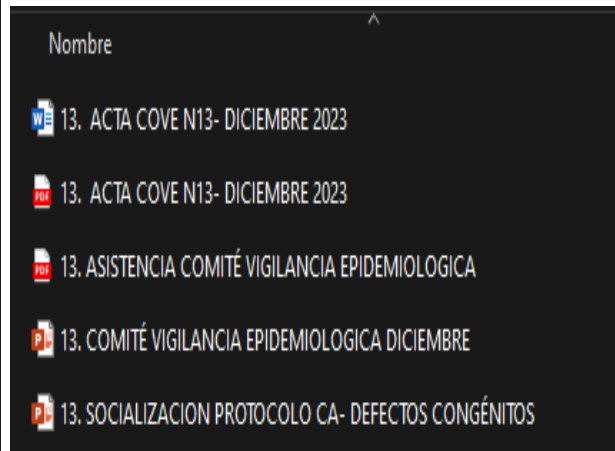 Nombre
13. ACTA COVE N13- DICIEMBRE 2023
13. ACTA COVE N13- DICIEMBRE 2023
13. ASISTENCIA COMITÉ VIGILANCIA EPIDEMIOLOGICA
13. COMITÉ VIGILANCIA EPIDEMIOLOGICA DICIEMBRE
13. SOCIALIZACION PROTOCOLO CA- DEFECTOS CONGÉNITOS